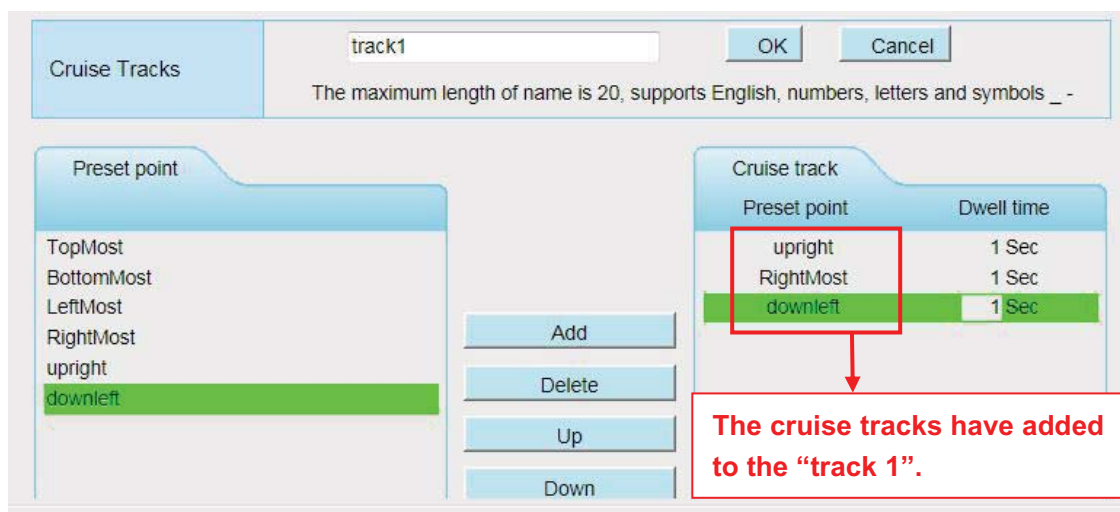 track1
OK
Cancel
Cruise Tracks
The maximum length of name is 20, supports English, numbers, letters and symbols _ -
Preset point
TopMost
BottomMost
LeftMost
RightMost
upright
downleft
Add
Delete
Up
Down
Cruise track
Preset point Dwell time
upright 1 Sec
RightMost 1 Sec
downleft 1 Sec
The cruise tracks have added
to the “track 1”.